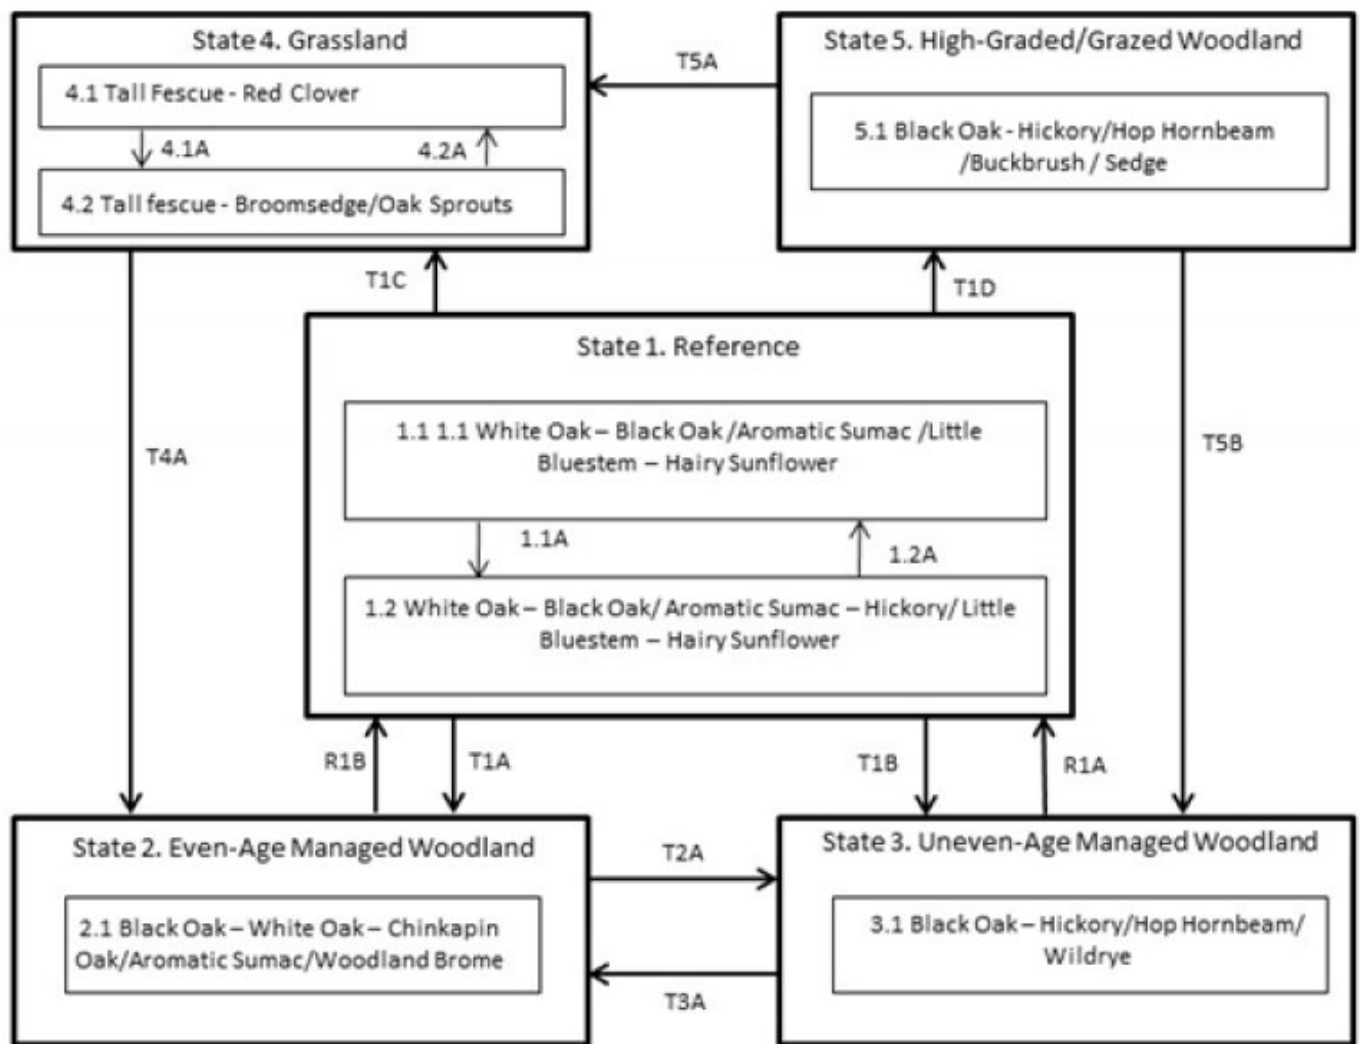 State 4. Grassland
4.1 Tall Fescue - Red Clover
4.1A
4.2A
4.2 Tall fescue - Broomsedge/Oak Sprouts
T5A
State 5. High-Graded/Grazed Woodland
5.1 Black Oak - Hickory/Hop Hornbeam
/Buckbrush / Sedge
T1C
T1D
State 1. Reference
1.1 1.1 White Oak – Black Oak /Aromatic Sumac /Little
Bluestem – Hairy Sunflower
1.1A
1.2A
1.2 White Oak – Black Oak/ Aromatic Sumac – Hickory/ Little
Bluestem – Hairy Sunflower
T4A
T5B
R1B
T1A
T1B
R1A
State 2. Even-Age Managed Woodland
2.1 Black Oak – White Oak – Chinkapin
Oak/Aromatic Sumac/Woodland Brome
T2A
T3A
State 3. Uneven-Age Managed Woodland
3.1 Black Oak – Hickory/Hop Hornbeam/
Wildrye